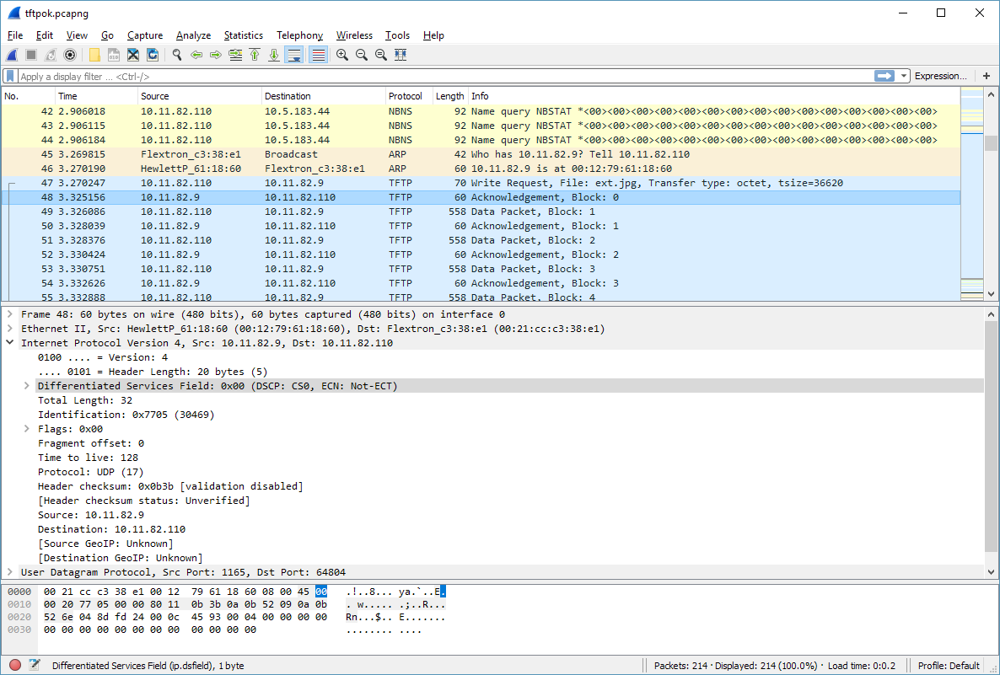 tftpok.pcapng
File Edit View Go Capture Analyze Statistics Telephony Wireless Tools Help
Apply a display filter ... <Ctrl-/> Expression... +
No. Time Source Destination Protocol Length Info
42 2.906018 10.11.82.110 10.5.183.44 NBNS 92 Name query NBSTAT *<00><00><00><00><00><00><00><00><00><00><00><00><00><00><00>
43 2.906115 10.11.82.110 10.5.183.44 NBNS 92 Name query NBSTAT *<00><00><00><00><00><00><00><00><00><00><00><00><00><00><00>
44 2.906184 10.11.82.110 10.5.183.44 NBNS 92 Name query NBSTAT *<00><00><00><00><00><00><00><00><00><00><00><00><00><00><00>
45 3.269815 Flextron_c3:38:e1 Broadcast ARP 42 Who has 10.11.82.9? Tell 10.11.82.110
46 3.270190 HewlettP_61:18:60 Flextron_c3:38:e1 ARP 60 10.11.82.9 is at 00:12:79:61:18:60
47 3.270247 10.11.82.110 10.11.82.9 TFTP 70 Write Request, File: ext.jpg, Transfer type: octet, tsize=36620
48 3.325156 10.11.82.9 10.11.82.110 TFTP 60 Acknowledgement, Block: 0
49 3.326086 10.11.82.110 10.11.82.9 TFTP 558 Data Packet, Block: 1
50 3.328039 10.11.82.9 10.11.82.110 TFTP 60 Acknowledgement, Block: 1
51 3.328376 10.11.82.110 10.11.82.9 TFTP 558 Data Packet, Block: 2
52 3.330424 10.11.82.9 10.11.82.110 TFTP 60 Acknowledgement, Block: 2
53 3.330751 10.11.82.110 10.11.82.9 TFTP 558 Data Packet, Block: 3
54 3.332626 10.11.82.9 10.11.82.110 TFTP 60 Acknowledgement, Block: 3
55 3.332888 10.11.82.110 10.11.82.9 TFTP 558 Data Packet, Block: 4
Frame 48: 60 bytes on wire (480 bits), 60 bytes captured (480 bits) on interface 0
Ethernet II, Src: HewlettP_61:18:60 (00:12:79:61:18:60), Dst: Flextron_c3:38:e1 (00:21:cc:c3:38:e1)
Internet Protocol Version 4, Src: 10.11.82.9, Dst: 10.11.82.110
0100 .... = Version: 4
.... 0101 = Header Length: 20 bytes (5)
Differentiated Services Field: 0x00 (DSCP: CS0, ECN: Not-ECT)
Total Length: 32
Identification: 0x7705 (30469)
Flags: 0x00
Fragment offset: 0
Time to live: 128
Protocol: UDP (17)
Header checksum: 0x0b3b [validation disabled]
[Header checksum status: Unverified]
Source: 10.11.82.9
Destination: 10.11.82.110
[Source GeoIP: Unknown]
[Destination GeoIP: Unknown]
User Datagram Protocol, Src Port: 1165, Dst Port: 64804
0000 00 21 cc c3 38 e1 00 12 79 61 18 60 08 00 45 00 .!..8... ya.`..E.
0010 00 20 77 05 00 00 80 11 0b 3b 0a 0b 52 09 0a 0b . w..... .;..R...
0020 52 6e 04 8d fd 24 00 0c 45 93 00 04 00 00 00 00 Rn...$.. E.......
0030 00 00 00 00 00 00 00 00 00 00 00 00 ........ ....
Differentiated Services Field (ip.dsfield), 1 byte Packets: 214 · Displayed: 214 (100.0%) · Load time: 0:0.2 Profile: Default